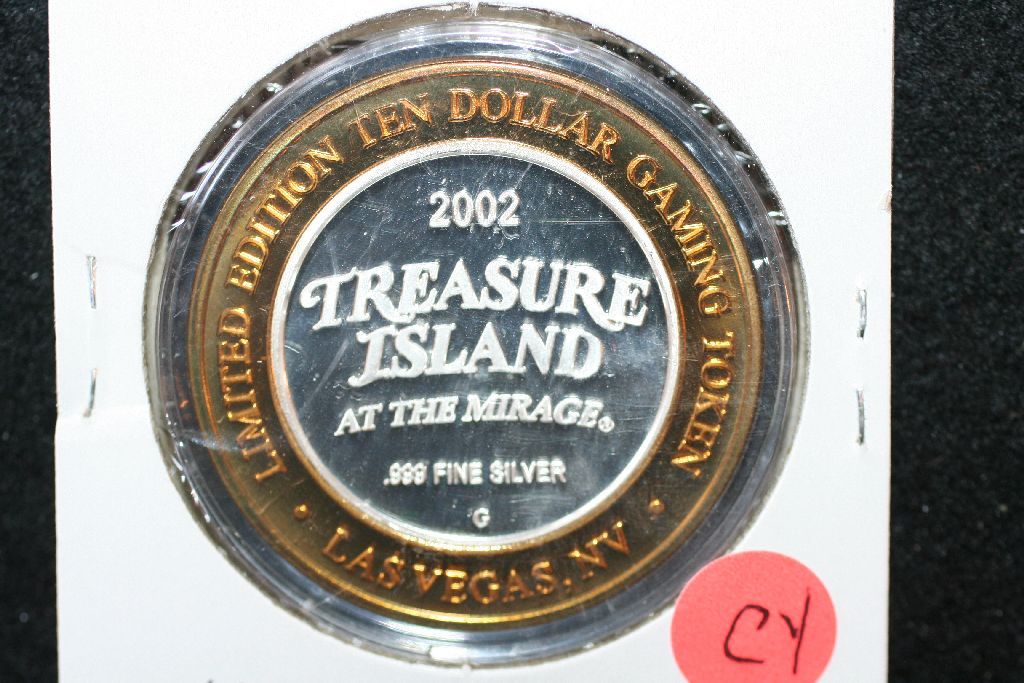 LIMITED EDITION TEN DOLLAR GAMING TOKEN
2002
TREASURE
ISLAND
AT THE MIRAGE®
.999 FINE SILVER
G
• LAS VEGAS, NV •
CY